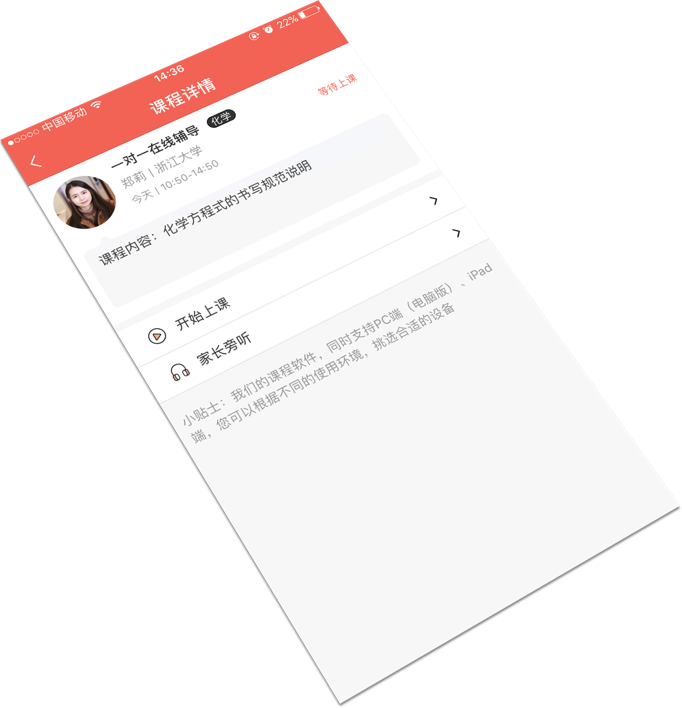 中国移动 14:36 22%
课程详情
一对一在线辅导 化学 等待上课
郑莉 | 浙江大学
今天 | 10:50-14:50
课程内容：化学方程式的书写规范说明
开始上课
家长旁听
小贴士：我们的课程软件，同时支持PC端（电脑版）、iPad
端，您可以根据不同的使用环境，挑选合适的设备